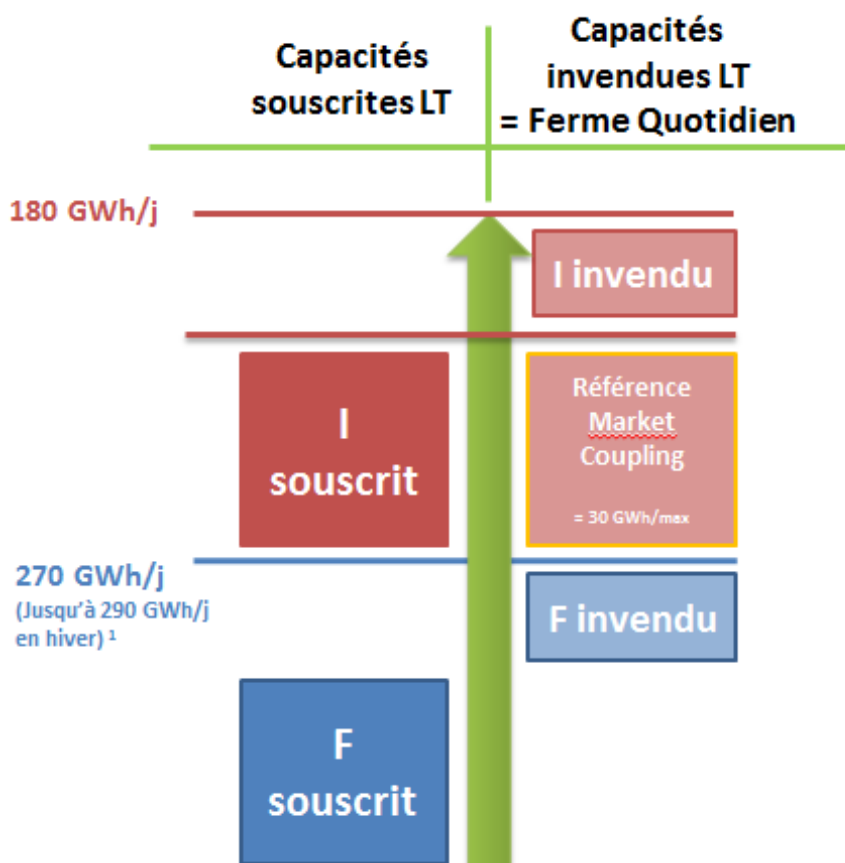 Capacités
souscrites LT
Capacités
invendues LT
= Ferme Quotidien
180 GWh/j
I invendu
I
souscrit
Référence
Market
Coupling
= 30 GWh/max
270 GWh/j
(Jusqu'à 290 GWh/j
en hiver) ¹
F invendu
F
souscrit